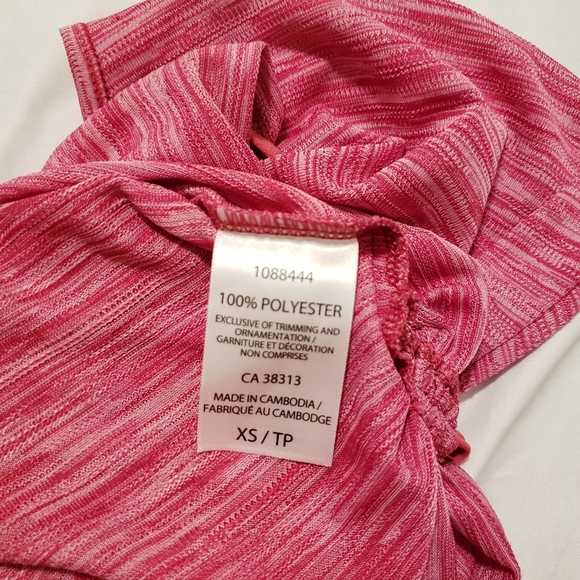 1088444
100% POLYESTER
EXCLUSIVE OF TRIMMING AND
ORNAMENTATION /
GARNITURE ET DÉCORATION
NON COMPRISES
CA 38313
MADE IN CAMBODIA /
FABRIQUÉ AU CAMBODGE
XS / TP